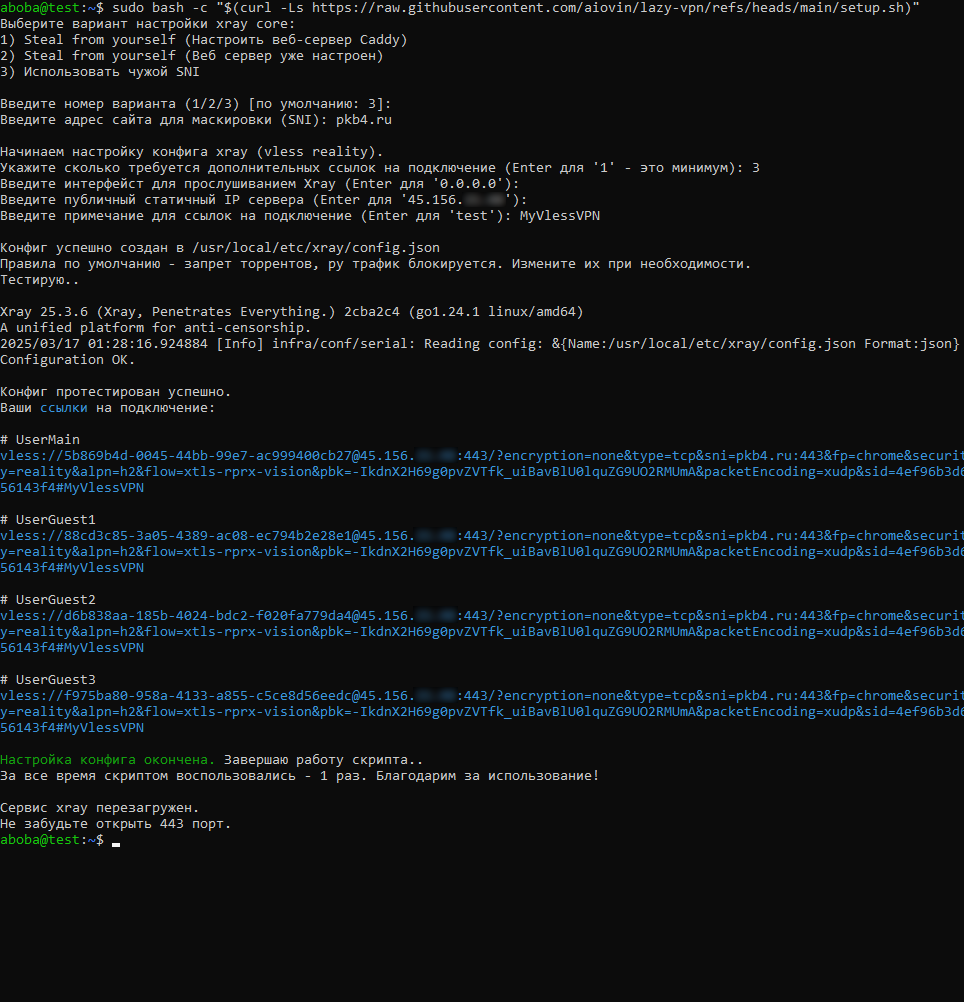 aboba@test:~$ sudo bash -c "$(curl -Ls https://raw.githubusercontent.com/aiovin/lazy-vpn/refs/heads/main/setup.sh)"
Выберите вариант настройки xray core:
1) Steal from yourself (Настроить веб-сервер Caddy)
2) Steal from yourself (Веб сервер уже настроен)
3) Использовать чужой SNI
Введите номер варианта (1/2/3) [по умолчанию: 3]:
Введите адрес сайта для маскировки (SNI): pkb4.ru
Начинаем настройку конфига xray (vless reality).
Укажите сколько требуется дополнительных ссылок на подключение (Enter для '1' - это минимум): 3
Введите интерфейст для прослушиванием Xray (Enter для '0.0.0.0'):
Введите публичный статичный IP сервера (Enter для '45.156. '):
Введите примечание для ссылок на подключение (Enter для 'test'): MyVlessVPN
Конфиг успешно создан в /usr/local/etc/xray/config.json
Правила по умолчанию - запрет торрентов, ру трафик блокируется. Измените их при необходимости.
Тестирую..
Xray 25.3.6 (Xray, Penetrates Everything.) 2cba2c4 (go1.24.1 linux/amd64)
A unified platform for anti-censorship.
2025/03/17 01:28:16.924884 [Info] infra/conf/serial: Reading config: &{Name:/usr/local/etc/xray/config.json Format:json}
Configuration OK.
Конфиг протестирован успешно.
Ваши ссылки на подключение:
# UserMain
vless://5b869b4d-0045-44bb-99e7-ac999400cb27@45.156. :443/?encryption=none&type=tcp&sni=pkb4.ru:443&fp=chrome&securit
y=reality&alpn=h2&flow=xtls-rprx-vision&pbk=-IkdnX2H69g0pvZVTfk_uiBavBlU0lquZG9UO2RMUmA&packetEncoding=xudp&sid=4ef96b3d6
56143f4#MyVlessVPN
# UserGuest1
vless://88cd3c85-3a05-4389-ac08-ec794b2e28e1@45.156. :443/?encryption=none&type=tcp&sni=pkb4.ru:443&fp=chrome&securit
y=reality&alpn=h2&flow=xtls-rprx-vision&pbk=-IkdnX2H69g0pvZVTfk_uiBavBlU0lquZG9UO2RMUmA&packetEncoding=xudp&sid=4ef96b3d6
56143f4#MyVlessVPN
# UserGuest2
vless://d6b838aa-185b-4024-bdc2-f020fa779da4@45.156. :443/?encryption=none&type=tcp&sni=pkb4.ru:443&fp=chrome&securit
y=reality&alpn=h2&flow=xtls-rprx-vision&pbk=-IkdnX2H69g0pvZVTfk_uiBavBlU0lquZG9UO2RMUmA&packetEncoding=xudp&sid=4ef96b3d6
56143f4#MyVlessVPN
# UserGuest3
vless://f975ba80-958a-4133-a855-c5ce8d56eedc@45.156. :443/?encryption=none&type=tcp&sni=pkb4.ru:443&fp=chrome&securit
y=reality&alpn=h2&flow=xtls-rprx-vision&pbk=-IkdnX2H69g0pvZVTfk_uiBavBlU0lquZG9UO2RMUmA&packetEncoding=xudp&sid=4ef96b3d6
56143f4#MyVlessVPN
Настройка конфига окончена. Завершаю работу скрипта..
За все время скриптом воспользовались - 1 раз. Благодарим за использование!
Сервис xray перезагружен.
Не забудьте открыть 443 порт.
aboba@test:~$